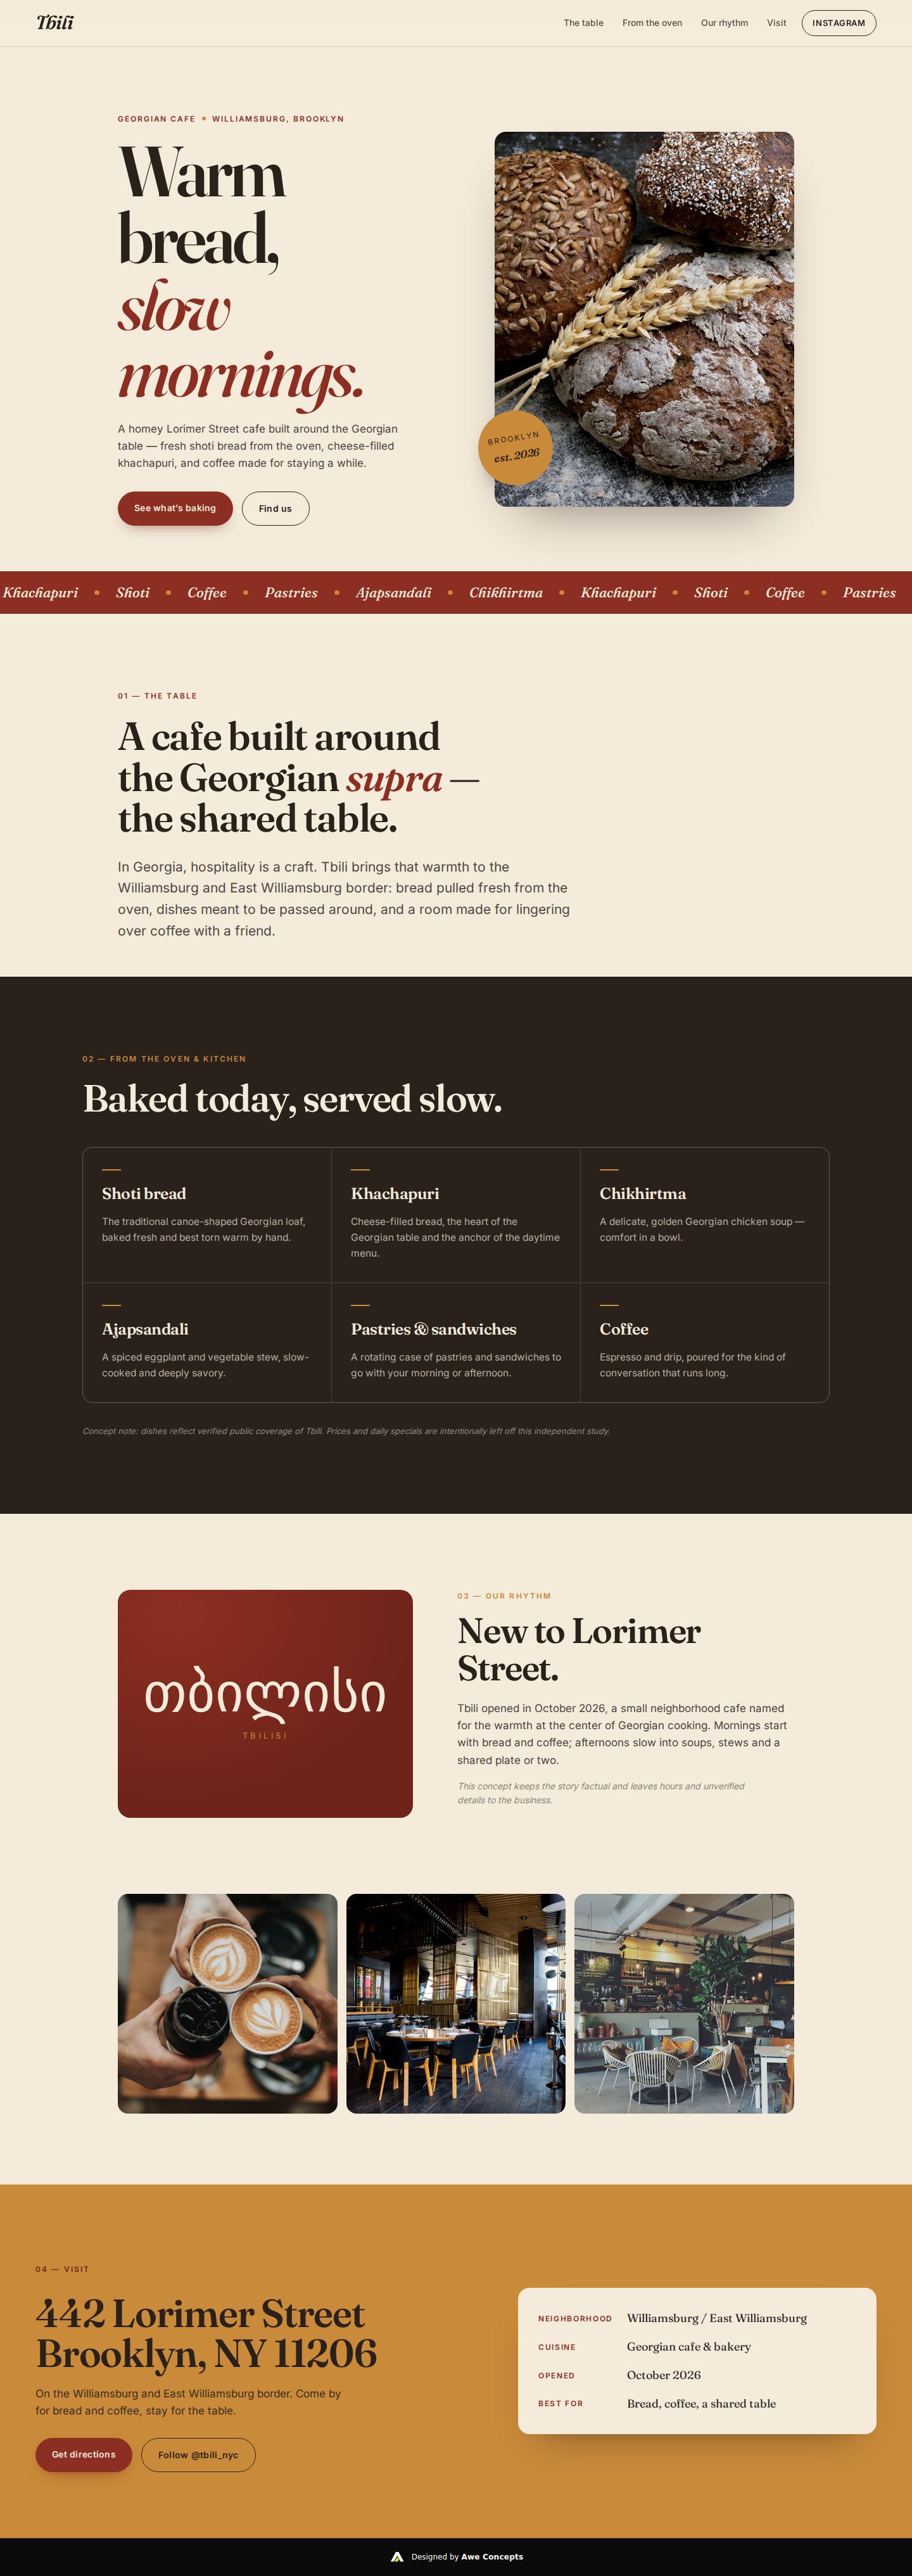 Tbili
The table
From the oven
Our rhythm
Visit
INSTAGRAM
GEORGIAN CAFE • WILLIAMSBURG, BROOKLYN
Warm
bread,
slow
mornings.
A homey Lorimer Street cafe built around the Georgian
table — fresh shoti bread from the oven, cheese-filled
khachapuri, and coffee made for staying a while.
See what's baking
Find us
BROOKLYN
est. 2026
Khachapuri • Shoti • Coffee • Pastries • Ajapsandali • Chikhirtma • Khachapuri • Shoti • Coffee • Pastries
01 — THE TABLE
A cafe built around
the Georgian supra —
the shared table.
In Georgia, hospitality is a craft. Tbili brings that warmth to the
Williamsburg and East Williamsburg border: bread pulled fresh from the
oven, dishes meant to be passed around, and a room made for lingering
over coffee with a friend.
02 — FROM THE OVEN & KITCHEN
Baked today, served slow.
Shoti bread
The traditional canoe-shaped Georgian loaf,
baked fresh and best torn warm by hand.
Khachapuri
Cheese-filled bread, the heart of the
Georgian table and the anchor of the daytime
menu.
Chikhirtma
A delicate, golden Georgian chicken soup —
comfort in a bowl.
Ajapsandali
A spiced eggplant and vegetable stew, slow-
cooked and deeply savory.
Pastries & sandwiches
A rotating case of pastries and sandwiches to
go with your morning or afternoon.
Coffee
Espresso and drip, poured for the kind of
conversation that runs long.
Concept note: dishes reflect verified public coverage of Tbili. Prices and daily specials are intentionally left off this independent study.
თბილისი
TBILISI
03 — OUR RHYTHM
New to Lorimer
Street.
Tbili opened in October 2026, a small neighborhood cafe named
for the warmth at the center of Georgian cooking. Mornings start
with bread and coffee; afternoons slow into soups, stews and a
shared plate or two.
This concept keeps the story factual and leaves hours and unverified
details to the business.
04 — VISIT
442 Lorimer Street
Brooklyn, NY 11206
On the Williamsburg and East Williamsburg border. Come by
for bread and coffee, stay for the table.
Get directions
Follow @tbili_nyc
NEIGHBORHOOD Williamsburg / East Williamsburg
CUISINE Georgian cafe & bakery
OPENED October 2026
BEST FOR Bread, coffee, a shared table
Designed by Awe Concepts